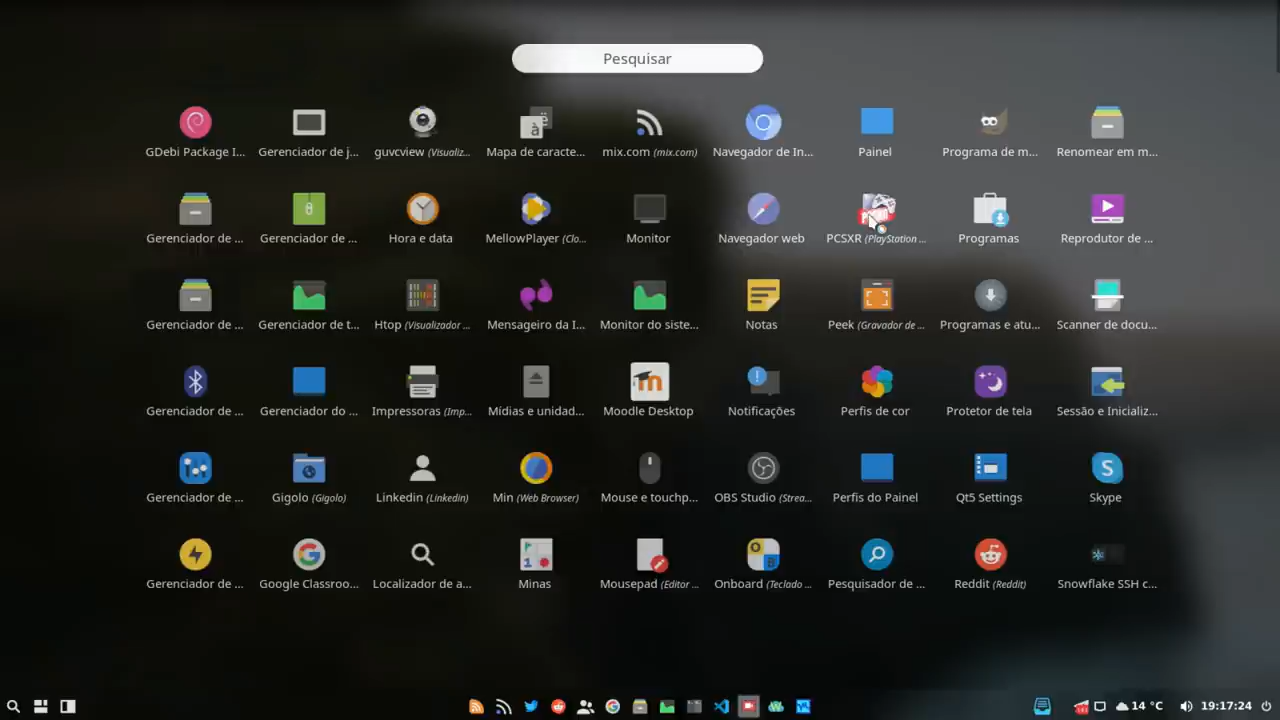 Pesquisar
GDebi Package I... Gerenciador de j... guvcview (Visualiz... Mapa de caracte... mix.com (mix.com) Navegador de In... Painel Programa de m... Renomear em m...
Gerenciador de ... Gerenciador de ... Hora e data MellowPlayer (Clo... Monitor Navegador web PCSXR (PlayStation ... Programas Reprodutor de ...
Gerenciador de ... Gerenciador de t... Htop (Visualizador ... Mensageiro da I... Monitor do siste... Notas Peek (Gravador de ... Programas e atu... Scanner de docu...
Gerenciador de ... Gerenciador do ... Impressoras (Imp... Mídias e unidad... Moodle Desktop Notificações Perfis de cor Protetor de tela Sessão e Inicializ...
Gerenciador de ... Gigolo (Gigolo) Linkedin (Linkedin) Min (Web Browser) Mouse e touchp... OBS Studio (Strea... Perfis do Painel Qt5 Settings Skype
Gerenciador de ... Google Classroo... Localizador de a... Minas Mousepad (Editor ... Onboard (Teclado ... Pesquisador de ... Reddit (Reddit) Snowflake SSH c...
14 °C 19:17:24